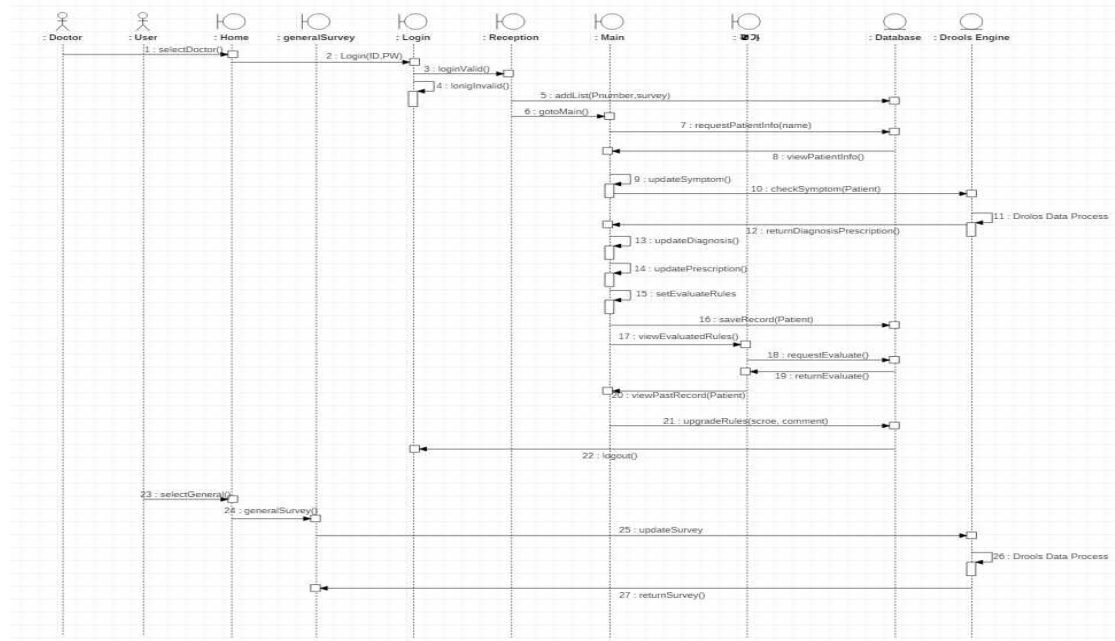 : Doctor
: User
: Home
: generalSurvey
: Login
: Reception
: Main
: Database
: Drools Engine
1 : selectDoctor()
2 : Login(ID,PW)
3 : loginValid()
4 : lonigInvalid()
5 : addList(Pnumber,survey)
6 : gotoMain()
7 : requestPatientInfo(name)
8 : viewPatientInfo()
9 : updateSymptom()
10 : checkSymptom(Patient)
11 : Drolos Data Process
12 : returnDiagnosisPrescription()
13 : updateDiagnosis()
14 : updatePrescription()
15 : setEvaluateRules
16 : saveRecord(Patient)
17 : viewEvaluatedRules()
18 : requestEvaluate()
19 : returnEvaluate()
20 : viewPastRecord(Patient)
21 : upgradeRules(scroe, comment)
22 : logout()
23 : selectGeneral()
24 : generalSurvey()
25 : updateSurvey
26 : Drools Data Process
27 : returnSurvey()